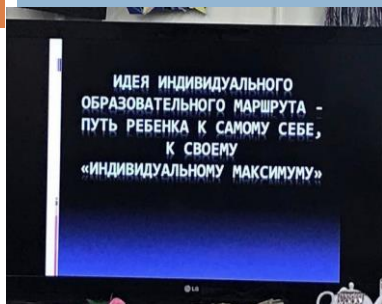 ИДЕЯ ИНДИВИДУАЛЬНОГО
ОБРАЗОВАТЕЛЬНОГО МАРШРУТА -
ПУТЬ РЕБЕНКА К САМОМУ СЕБЕ,
К СВОЕМУ
«ИНДИВИДУАЛЬНОМУ МАКСИМУМУ»
LG